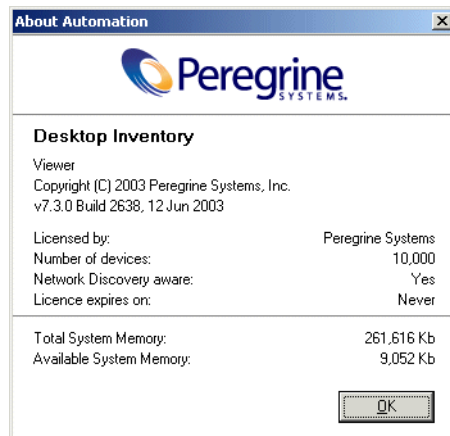 About Automation
Peregrine
SYSTEMS.
Desktop Inventory
Viewer
Copyright (C) 2003 Peregrine Systems, Inc.
v7.3.0 Build 2638, 12 Jun 2003
Licensed by: Peregrine Systems
Number of devices: 10,000
Network Discovery aware: Yes
Licence expires on: Never
Total System Memory: 261,616 Kb
Available System Memory: 9,052 Kb
OK